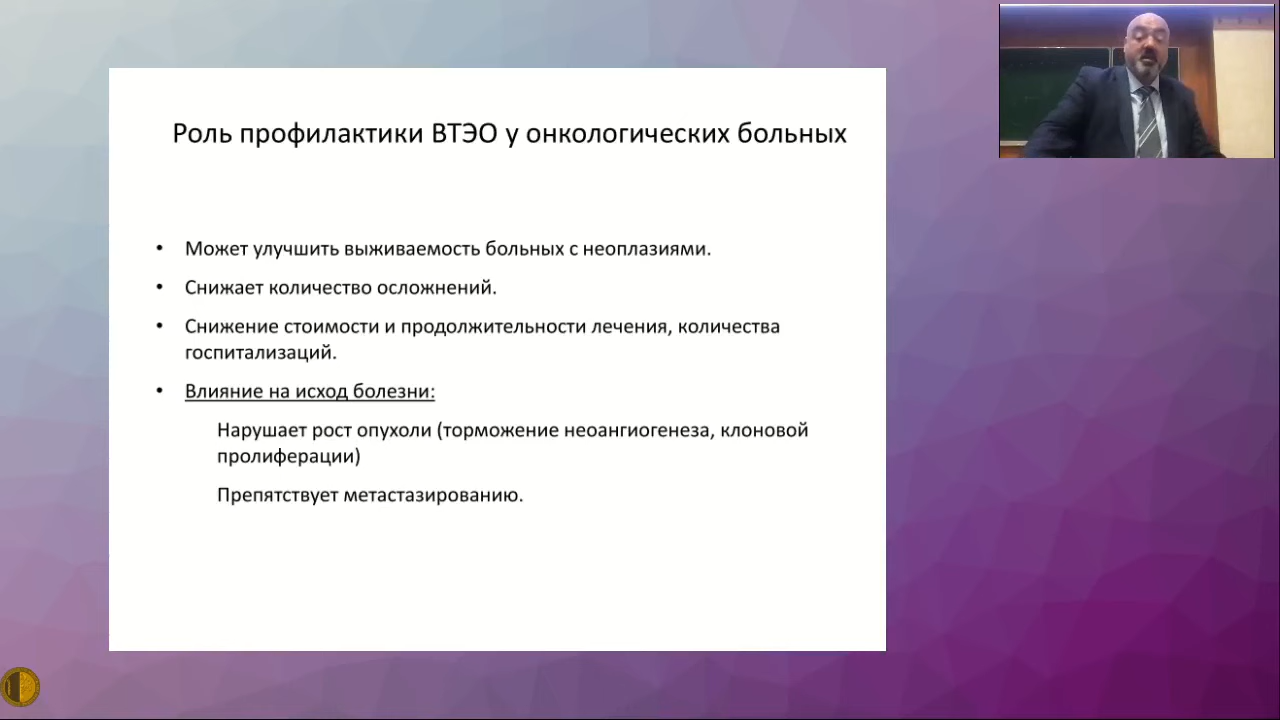 Роль профилактики ВТЭО у онкологических больных
• Может улучшить выживаемость больных с неоплазиями.
• Снижает количество осложнений.
• Снижение стоимости и продолжительности лечения, количества
госпитализаций.
• Влияние на исход болезни:
Нарушает рост опухоли (торможение неоангиогенеза, клоновой
пролиферации)
Препятствует метастазированию.